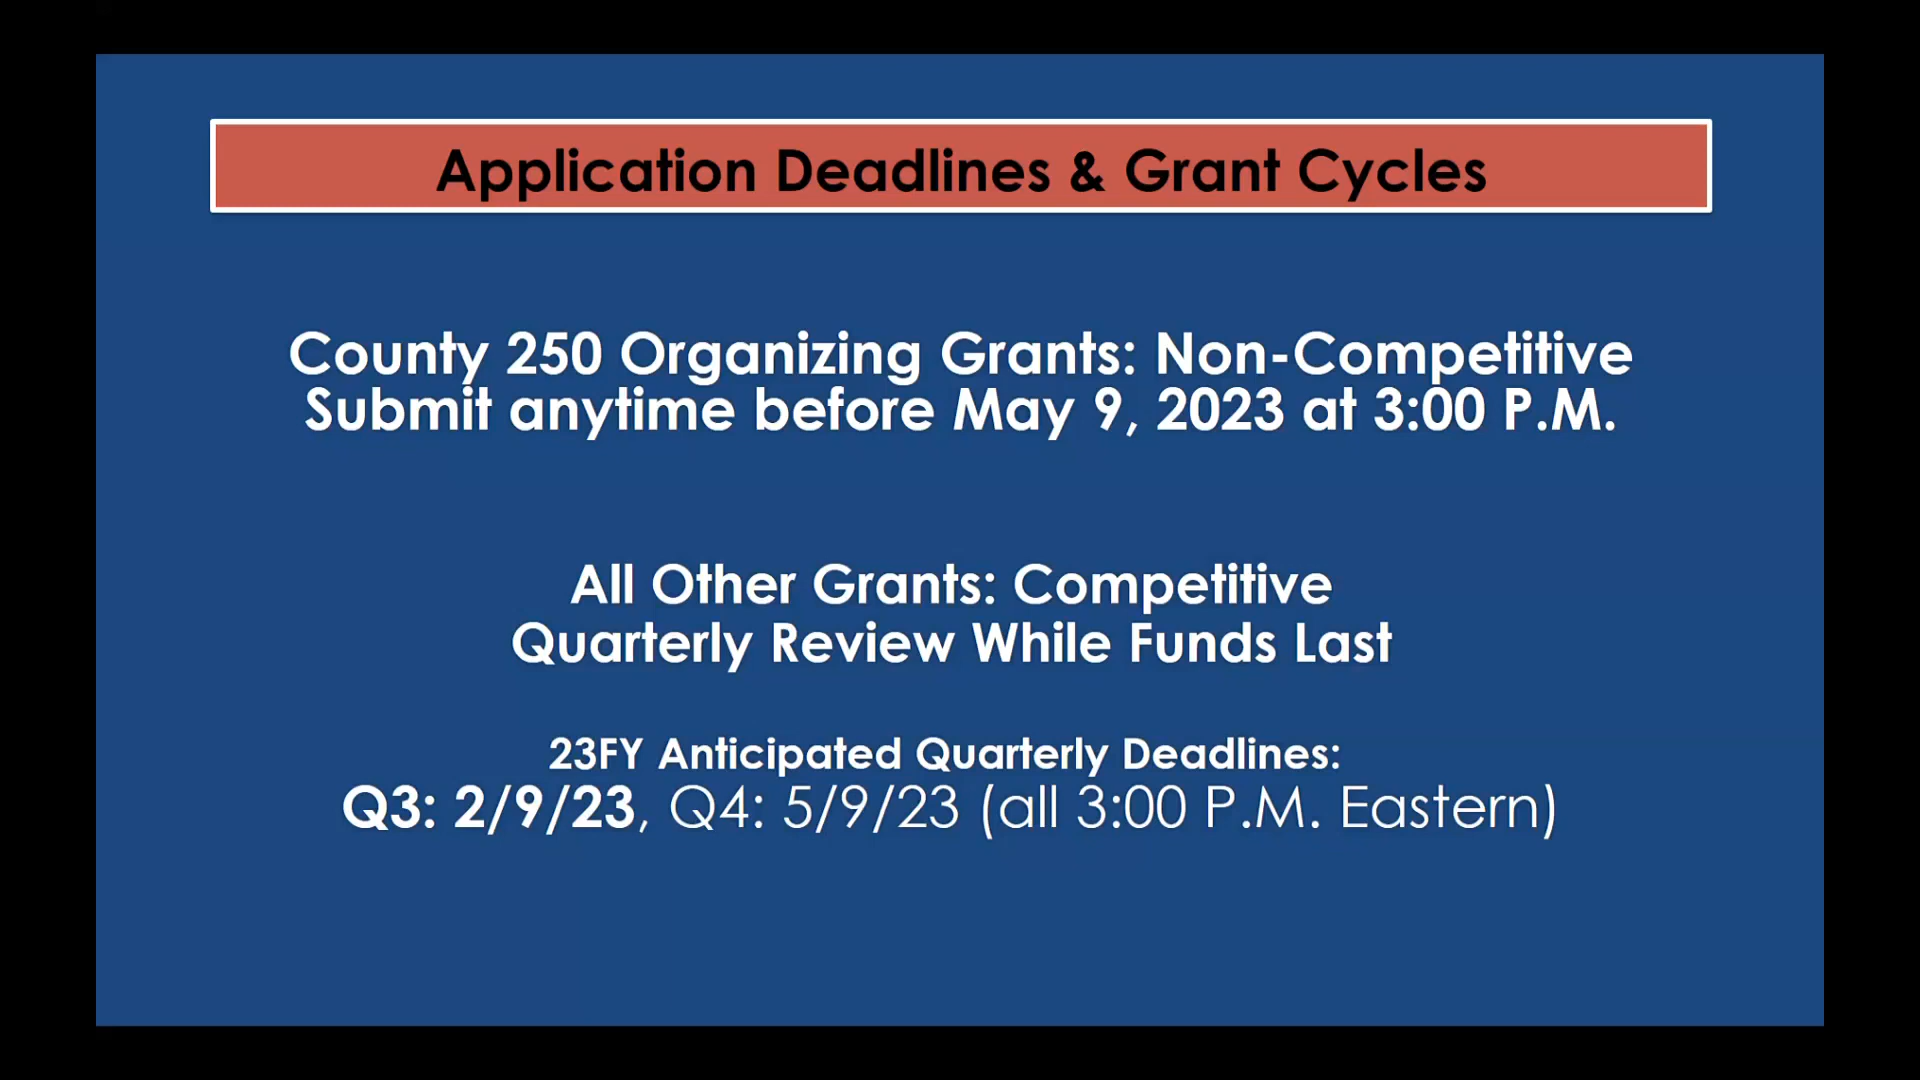 Application Deadlines & Grant Cycles
County 250 Organizing Grants: Non-Competitive
Submit anytime before May 9, 2023 at 3:00 P.M.
All Other Grants: Competitive
Quarterly Review While Funds Last
23FY Anticipated Quarterly Deadlines:
Q3: 2/9/23, Q4: 5/9/23 (all 3:00 P.M. Eastern)